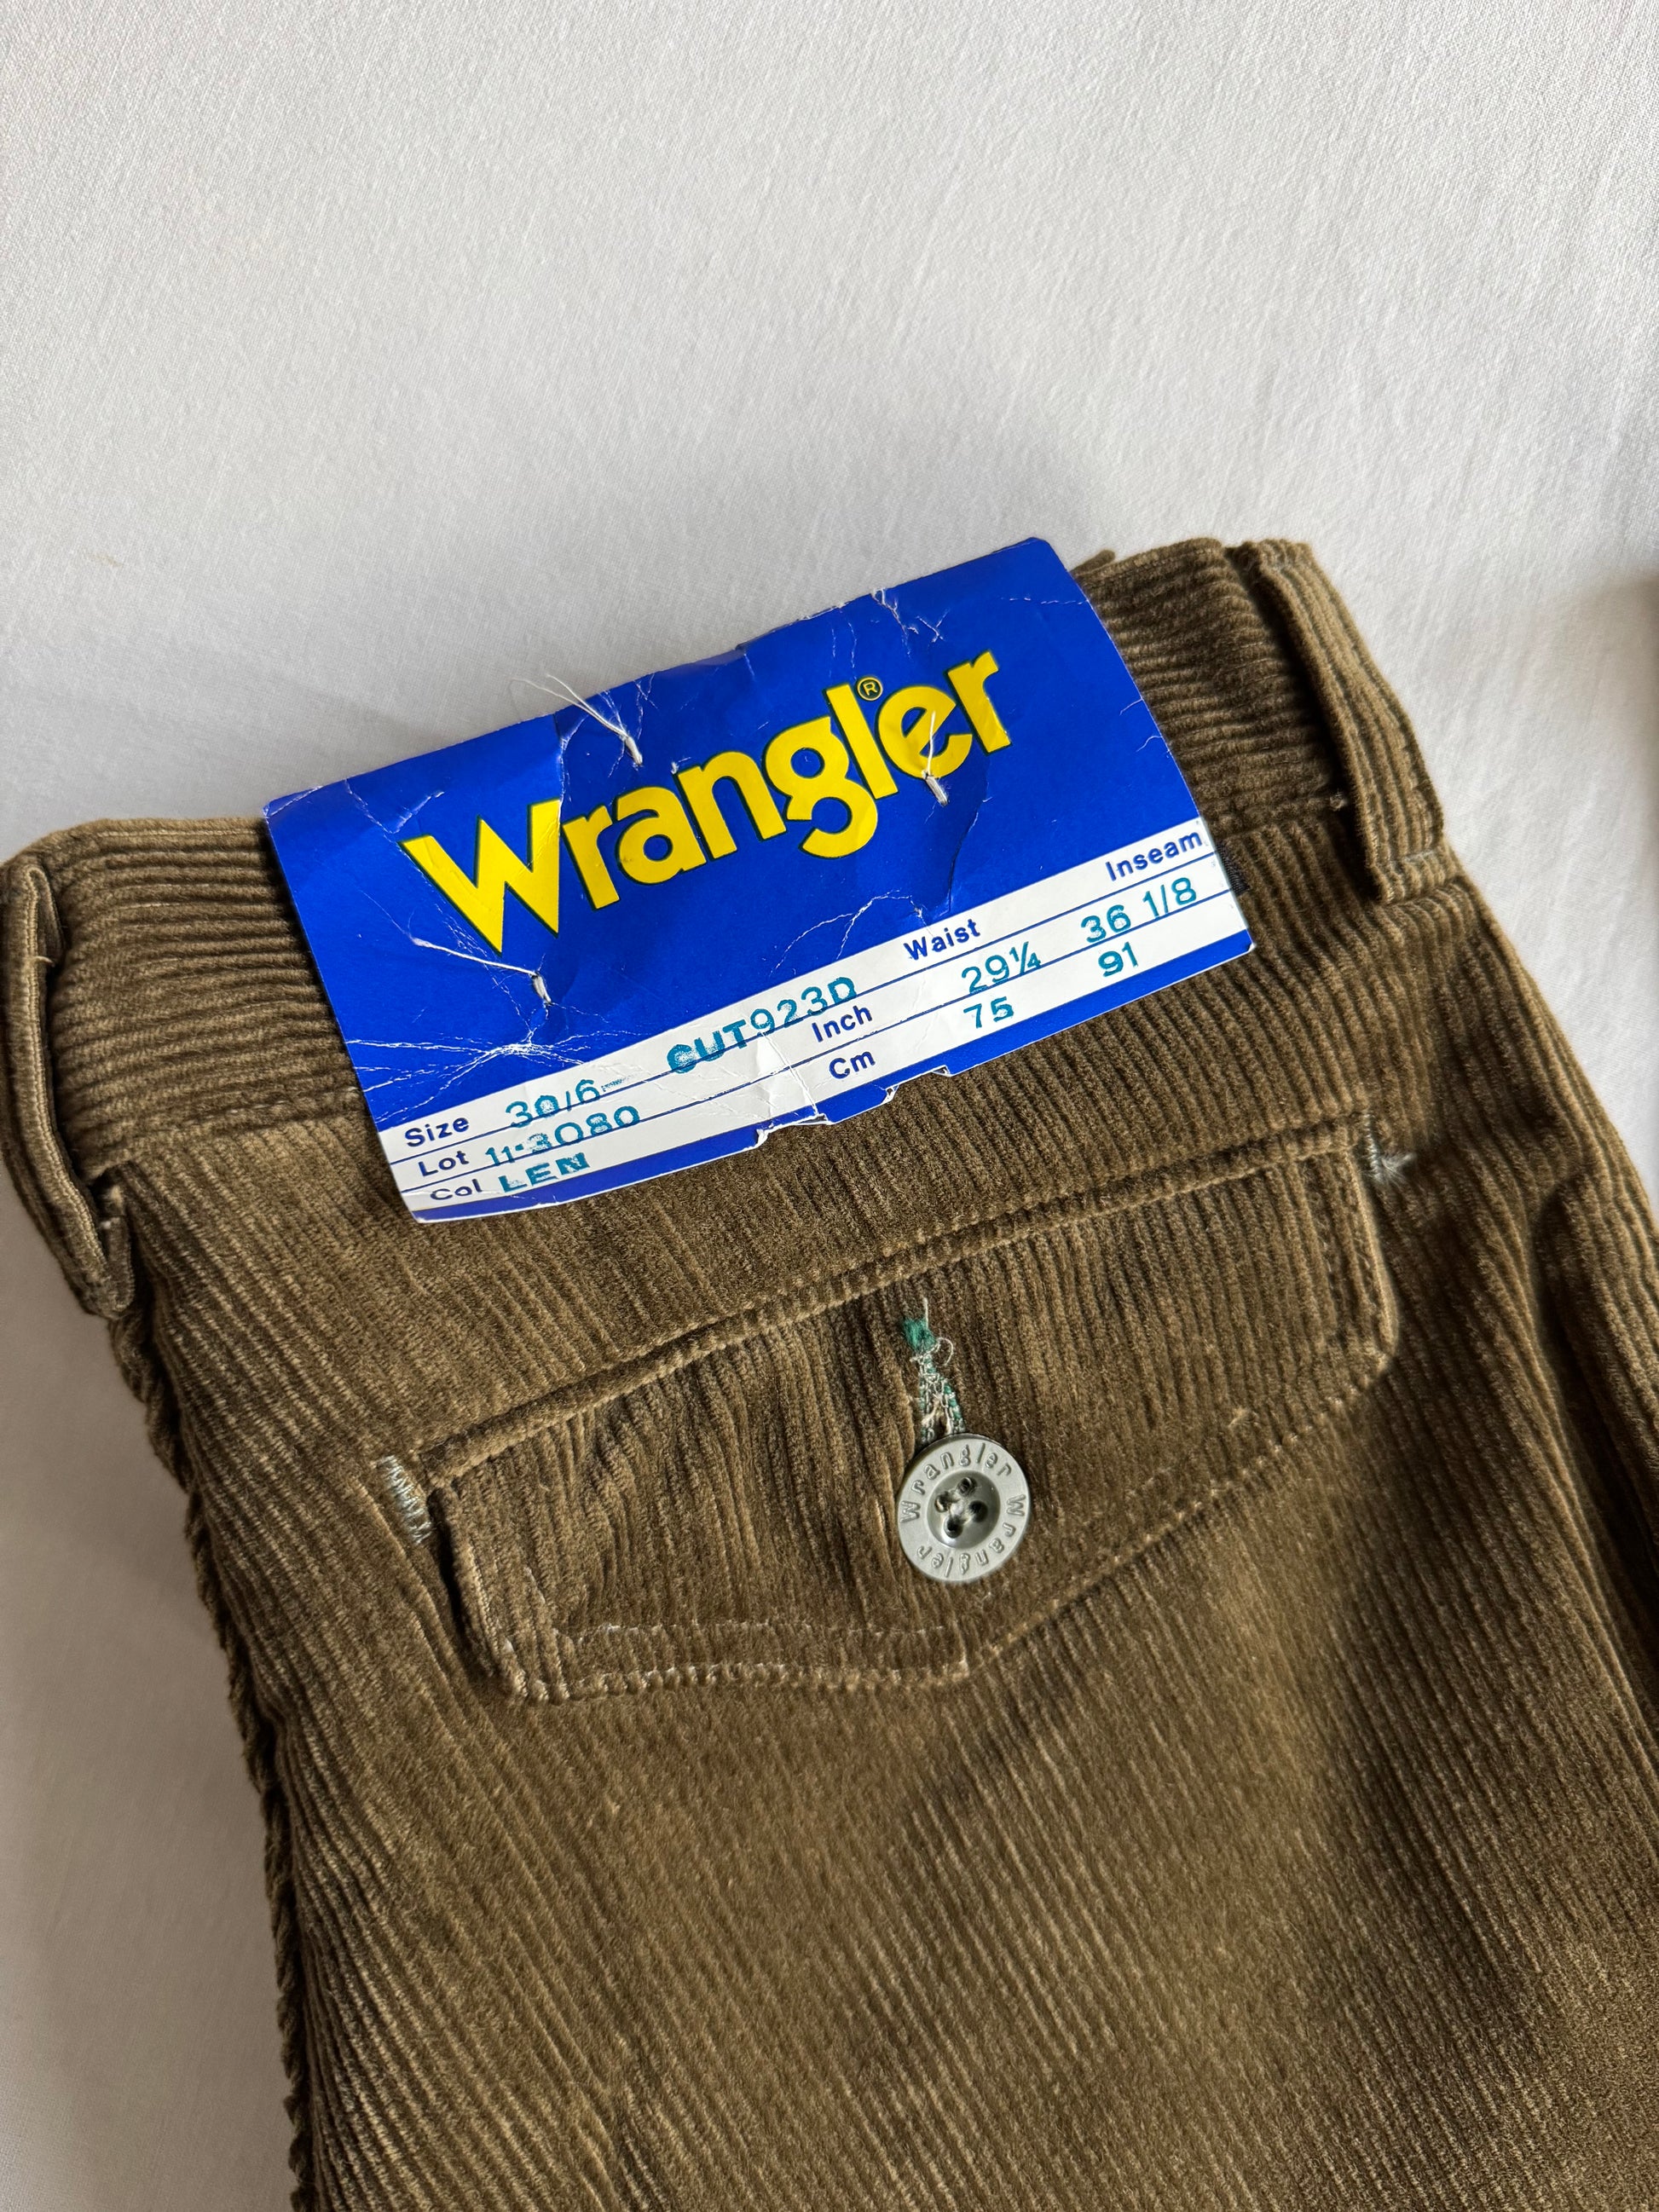 Wrangler®
Size 30/6 CUT923D Waist Inseam
Lot 11-3080 Inch 29¼ 36 1/8
Col LEN Cm 75 91
Wrangler Wrangler